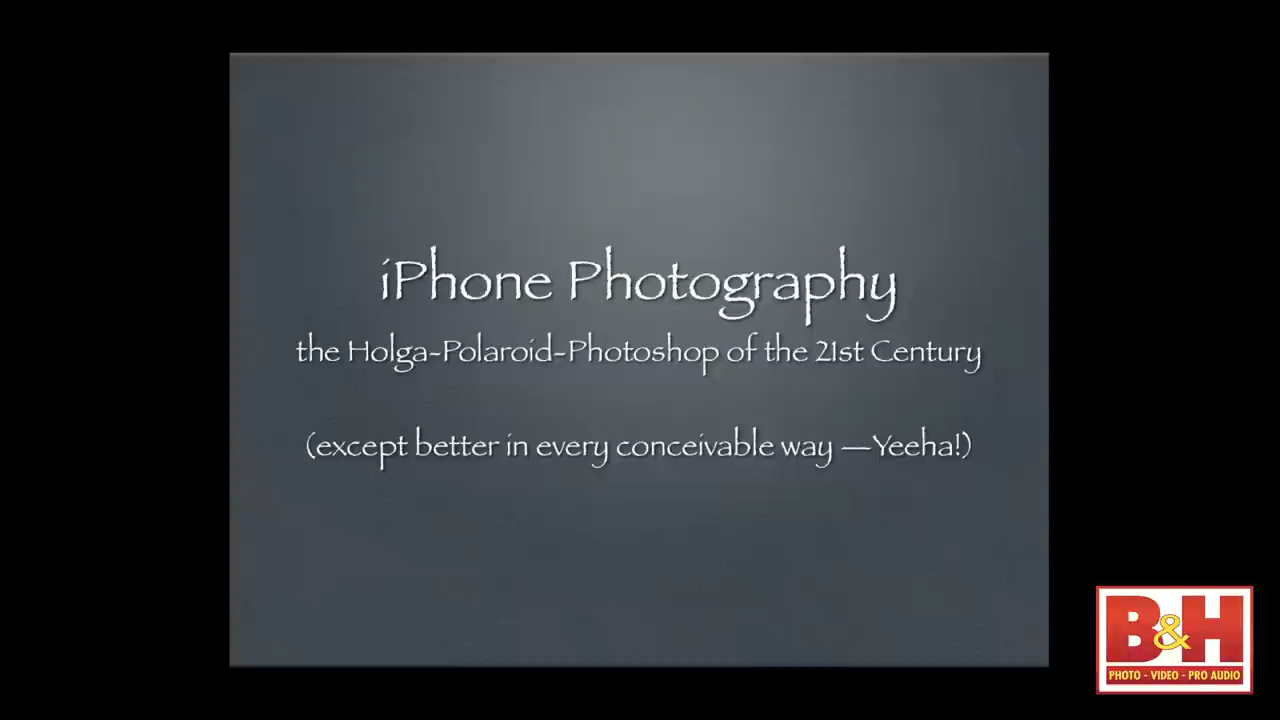 iPhone Photography
the Holga-Polaroid-Photoshop of the 21st Century
(except better in every conceivable way —Yeeha!)
B&H
PHOTO - VIDEO - PRO AUDIO